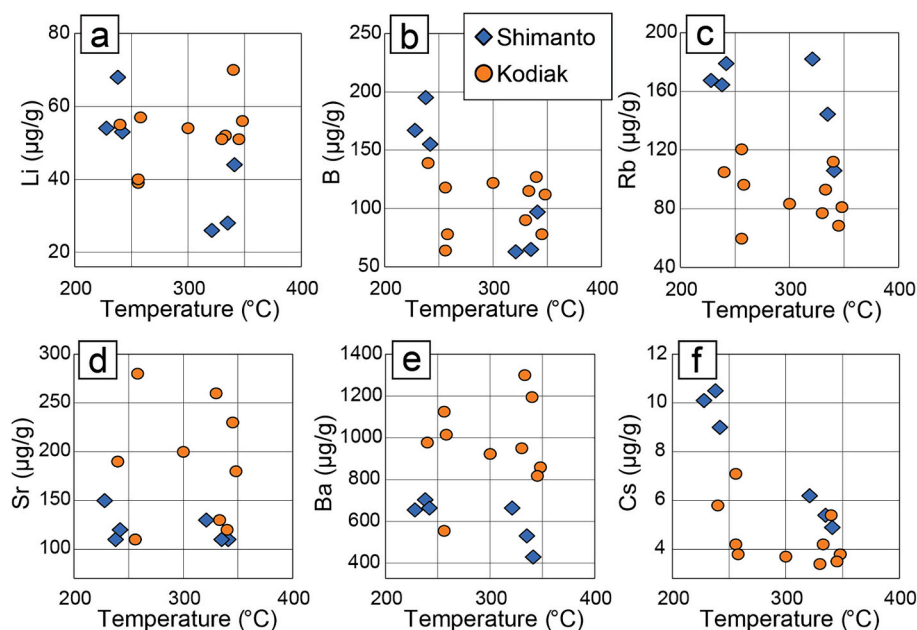 a
80
60
40
20
Li (µg/g)
200
300
400
Temperature (°C)
b
250
200
150
100
50
B (µg/g)
200
300
400
Temperature (°C)
Shimanto
Kodiak
c
200
160
120
80
40
Rb (µg/g)
200
300
400
Temperature (°C)
d
300
250
200
150
100
Sr (µg/g)
200
300
400
Temperature (°C)
e
1400
1200
1000
800
600
400
Ba (µg/g)
200
300
400
Temperature (°C)
f
12
10
8
6
4
Cs (µg/g)
200
300
400
Temperature (°C)